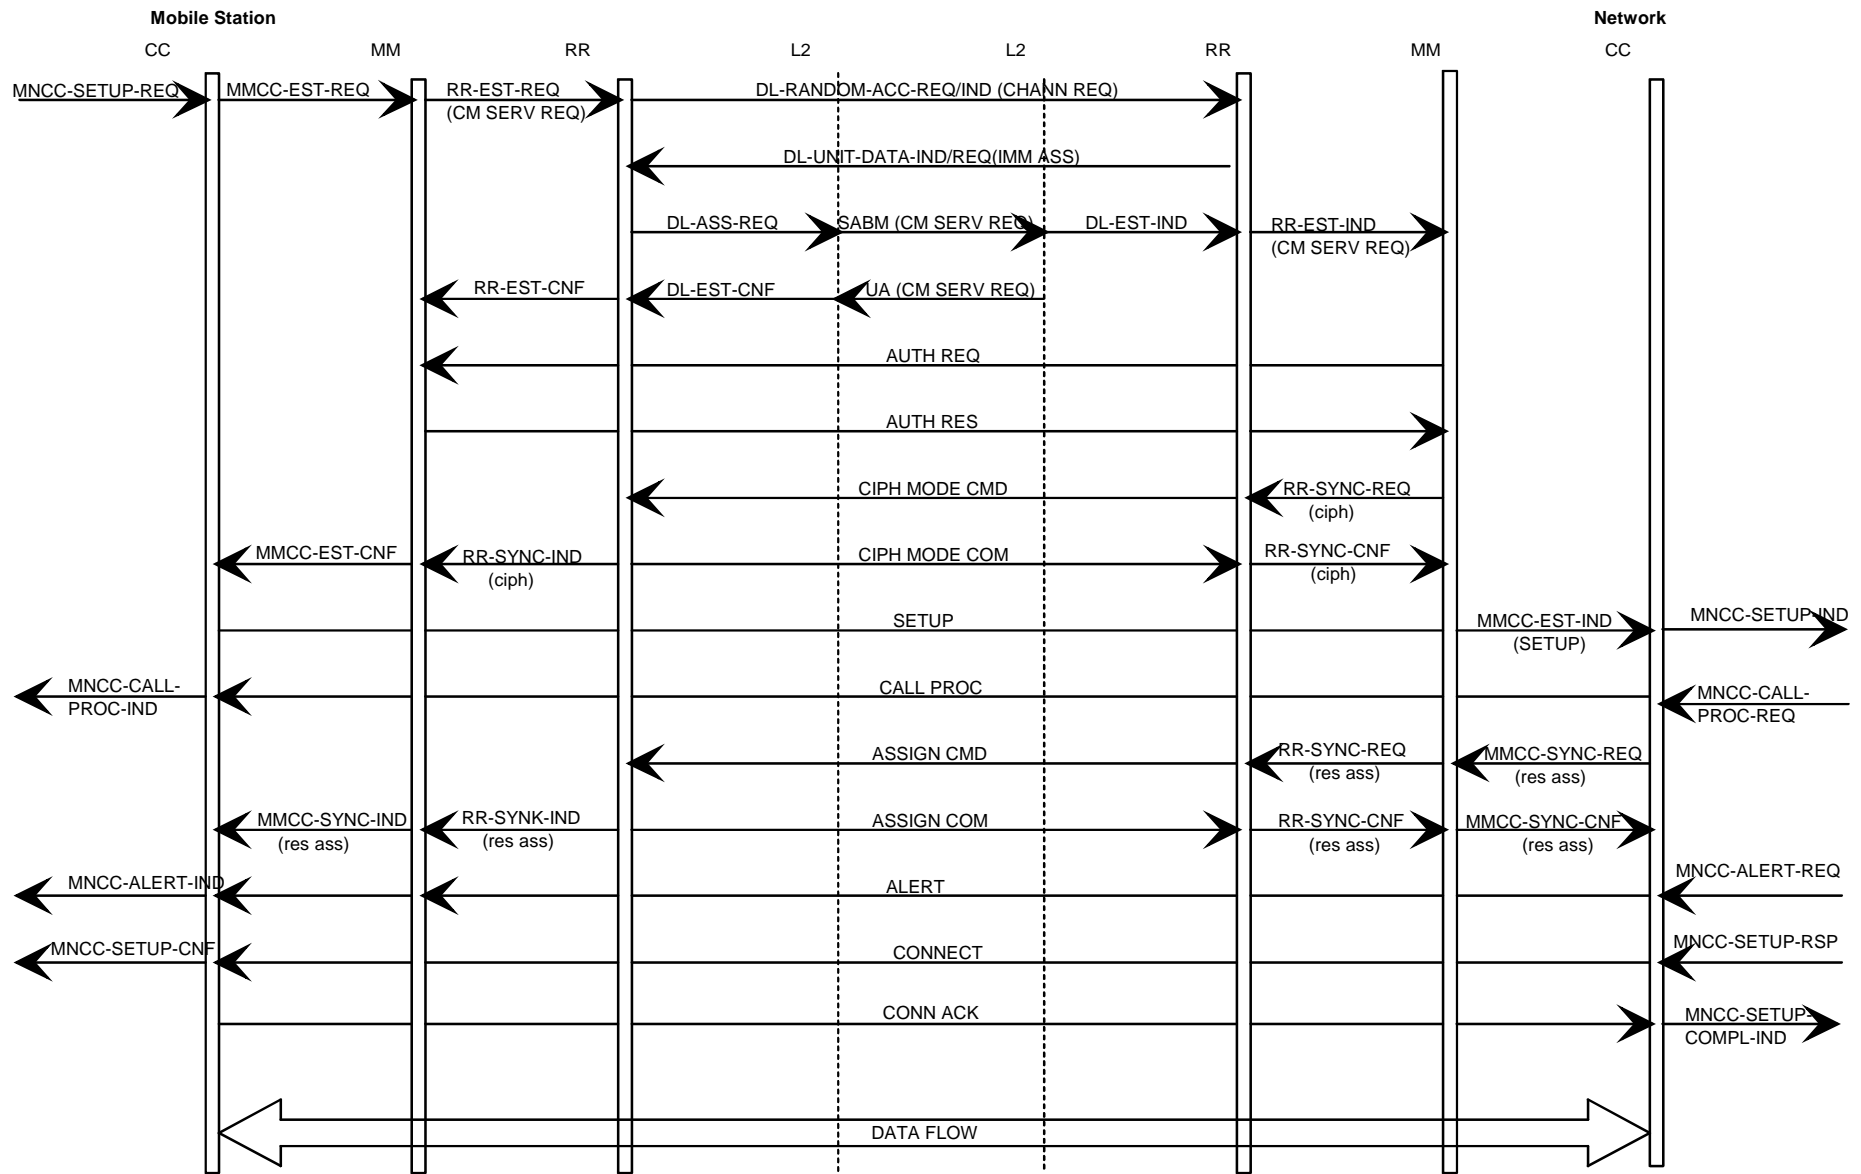 Mobile Station Network
CC MM RR L2 L2 RR MM CC
MNCC-SETUP-REQ MMCC-EST-REQ RR-EST-REQ DL-RANDOM-ACC-REQ/IND (CHANN REQ)
(CM SERV REQ)
DL-UNIT-DATA-IND/REQ(IMM ASS)
DL-ASS-REQ SABM (CM SERV REQ) DL-EST-IND RR-EST-IND
(CM SERV REQ)
RR-EST-CNF DL-EST-CNF UA (CM SERV REQ)
AUTH REQ
AUTH RES
CIPH MODE CMD RR-SYNC-REQ
(ciph)
MMCC-EST-CNF RR-SYNC-IND CIPH MODE COM RR-SYNC-CNF
(ciph) (ciph)
SETUP MMCC-EST-IND MNCC-SETUP-IND
(SETUP)
MNCC-CALL- CALL PROC MNCC-CALL-
PROC-IND PROC-REQ
ASSIGN CMD RR-SYNC-REQ MMCC-SYNC-REQ
(res ass) (res ass)
MMCC-SYNC-IND RR-SYNK-IND ASSIGN COM RR-SYNC-CNF MMCC-SYNC-CNF
(res ass) (res ass) (res ass) (res ass)
MNCC-ALERT-IND ALERT MNCC-ALERT-REQ
MNCC-SETUP-CNF CONNECT MNCC-SETUP-RSP
CONN ACK MNCC-SETUP-
COMPL-IND
DATA FLOW